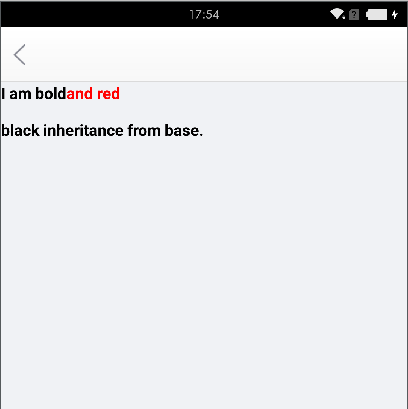 17:54
I am boldand red
black inheritance from base.